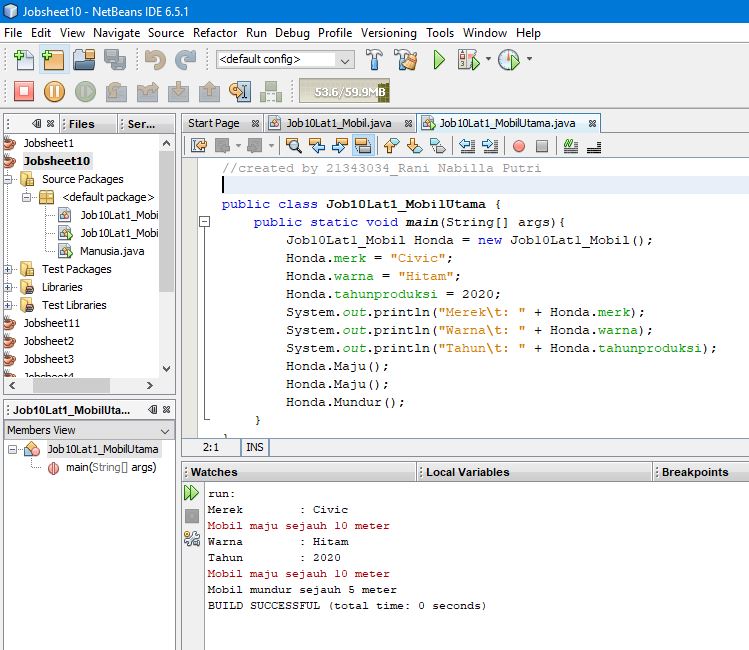 Jobsheet10 - NetBeans IDE 6.5.1
File Edit View Navigate Source Refactor Run Debug Profile Versioning Tools Window Help
<default config>
53.6/59.9MB
Files Ser...
Start Page Job10Lat1_Mobil.java Job10Lat1_MobilUtama.java
Jobsheet1
Jobsheet10
Source Packages
<default package>
Job10Lat1_Mobi
Job10Lat1_Mobi
Manusia.java
Test Packages
Libraries
Test Libraries
Jobsheet11
Jobsheet2
Jobsheet3
Jobsheet4
//created by 21343034_Rani Nabilla Putri
public class Job10Lat1_MobilUtama {
public static void main(String[] args){
Job10Lat1_Mobil Honda = new Job10Lat1_Mobil();
Honda.merk = "Civic";
Honda.warna = "Hitam";
Honda.tahunproduksi = 2020;
System.out.println("Merek\t: " + Honda.merk);
System.out.println("Warna\t: " + Honda.warna);
System.out.println("Tahun\t: " + Honda.tahunproduksi);
Honda.Maju();
Honda.Maju();
Honda.Mundur();
}
}
2:1 INS
Job10Lat1_MobilUta...
Members View
Job10Lat1_MobilUtama
main(String[] args)
Watches Local Variables Breakpoints
run:
Merek : Civic
Mobil maju sejauh 10 meter
Warna : Hitam
Tahun : 2020
Mobil maju sejauh 10 meter
Mobil mundur sejauh 5 meter
BUILD SUCCESSFUL (total time: 0 seconds)